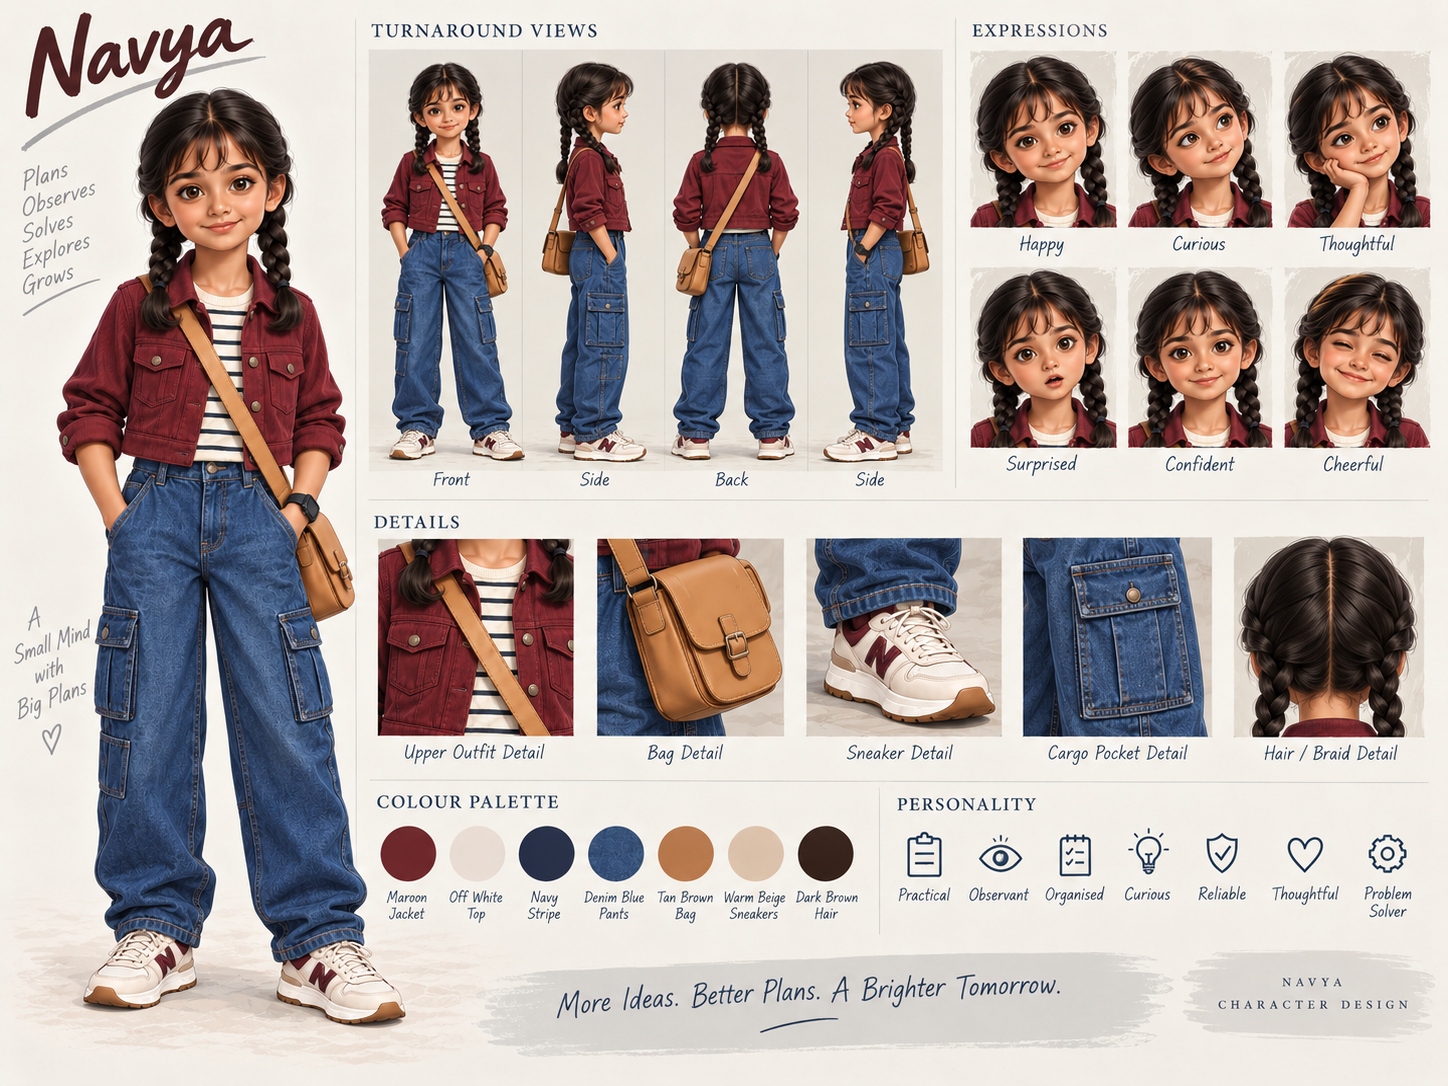 Navya
Plans
Observes
Solves
Explores
Grows
A
Small Mind
with
Big Plans
TURNAROUND VIEWS
Front
Side
Back
Side
EXPRESSIONS
Happy
Curious
Thoughtful
Surprised
Confident
Cheerful
DETAILS
Upper Outfit Detail
Bag Detail
Sneaker Detail
Cargo Pocket Detail
Hair / Braid Detail
COLOUR PALETTE
Maroon
Jacket
Off White
Top
Navy
Stripe
Denim Blue
Pants
Tan Brown
Bag
Warm Beige
Sneakers
Dark Brown
Hair
PERSONALITY
Practical
Observant
Organised
Curious
Reliable
Thoughtful
Problem
Solver
More Ideas. Better Plans. A Brighter Tomorrow.
NAVYA
CHARACTER DESIGN
N